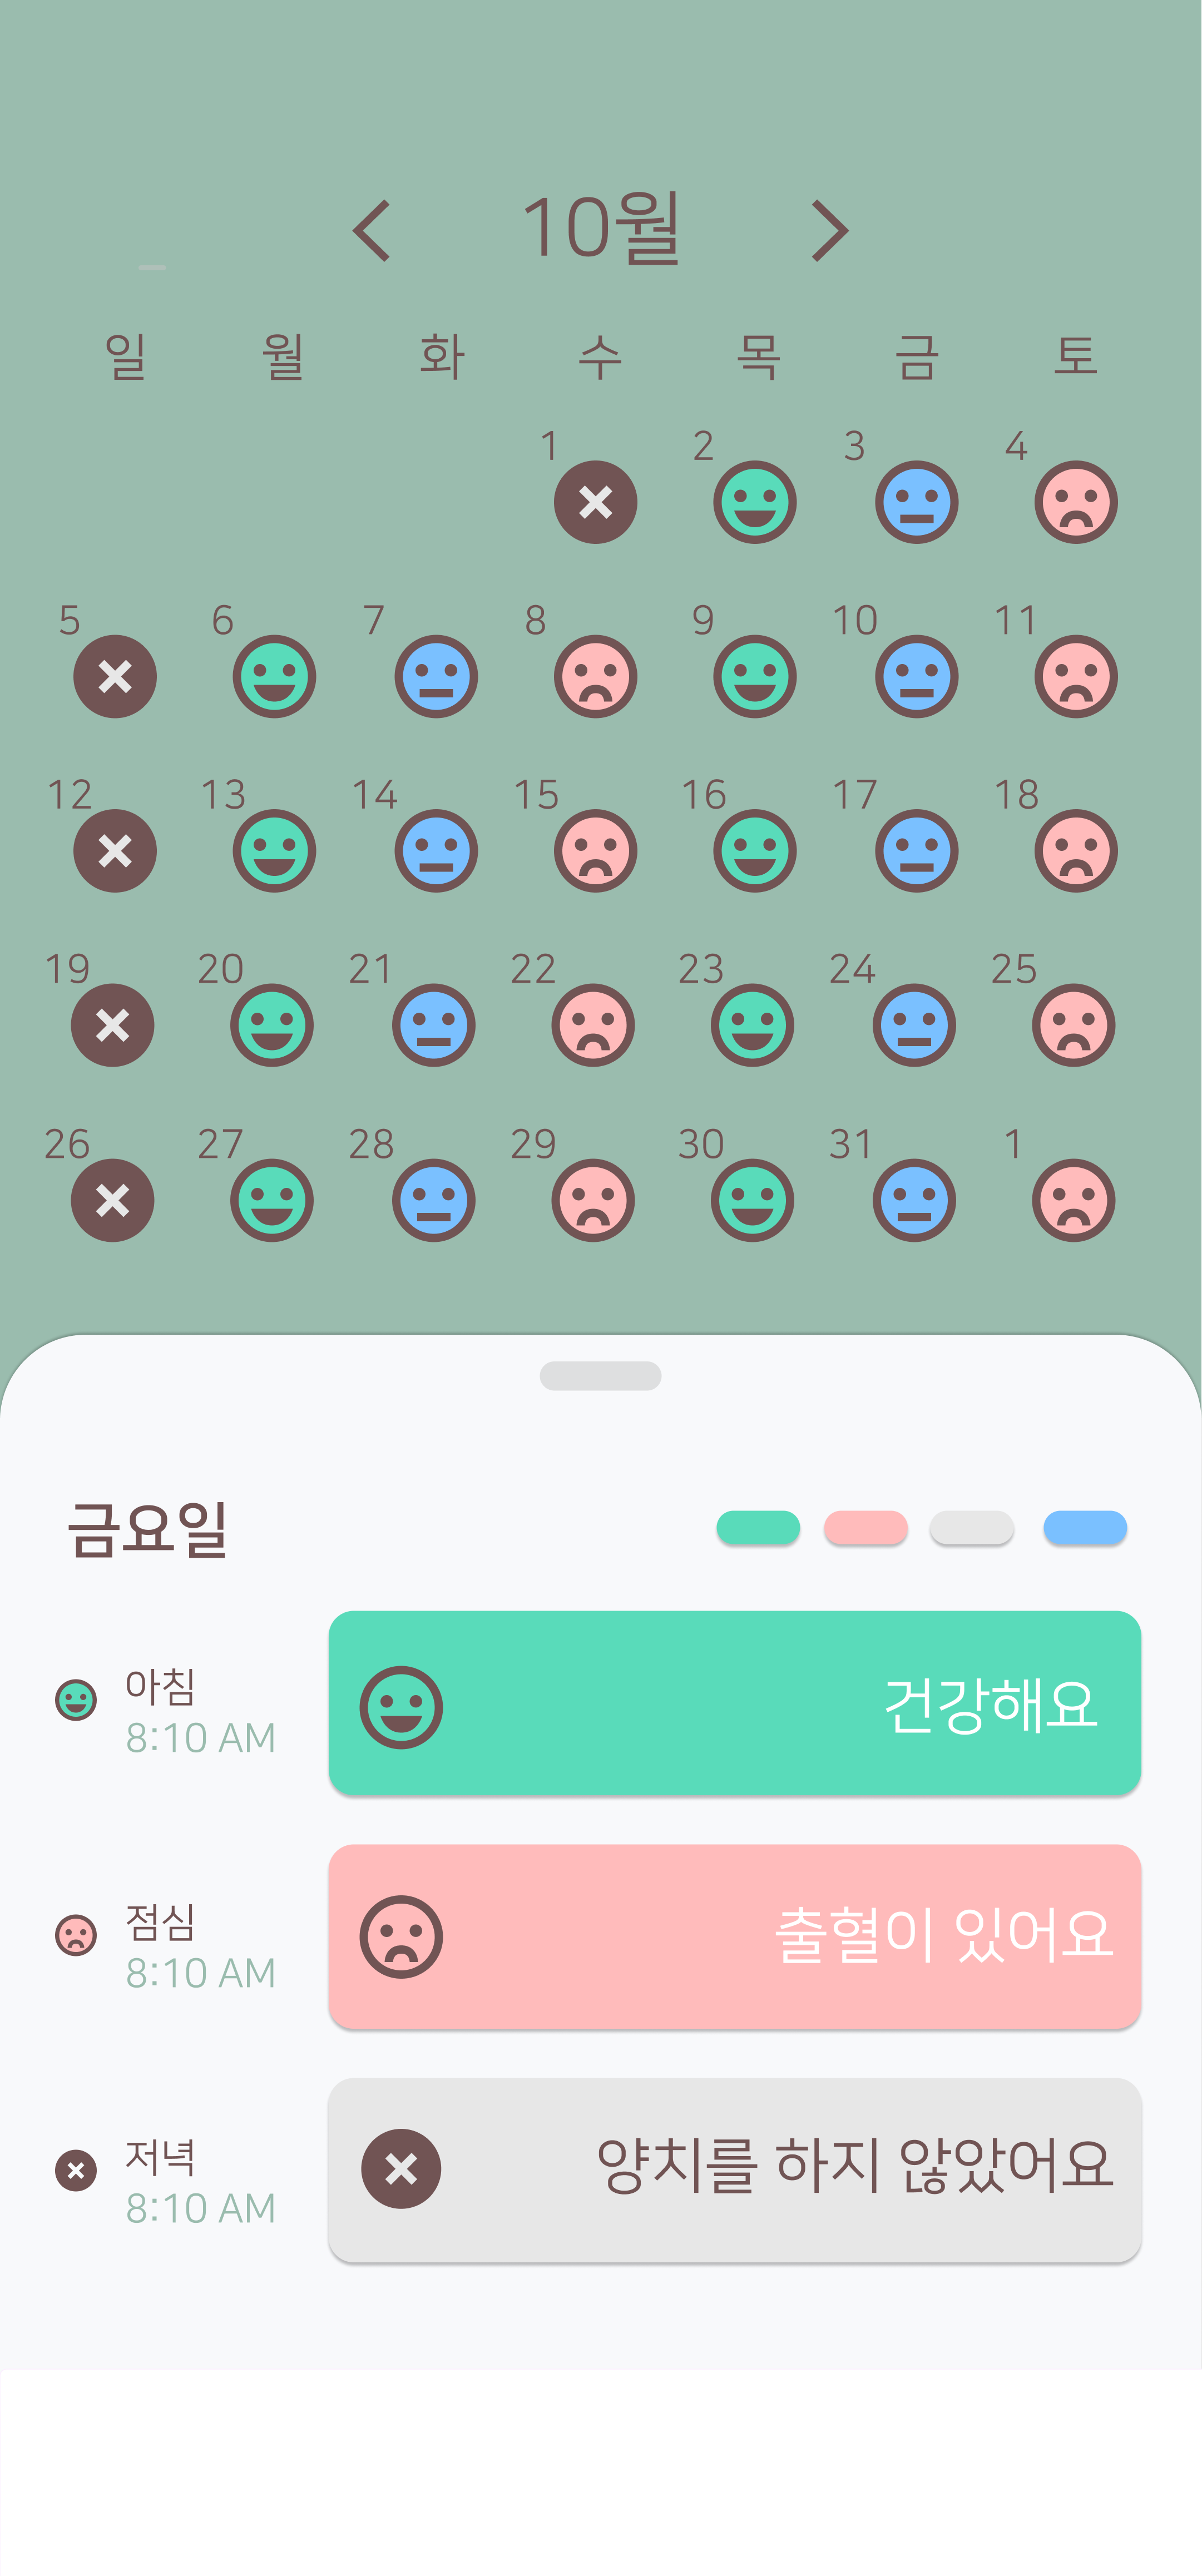 10월
일 월 화 수 목 금 토
1 2 3 4
5 6 7 8 9 10 11
12 13 14 15 16 17 18
19 20 21 22 23 24 25
26 27 28 29 30 31 1
금요일
아침
8:10 AM
건강해요
점심
8:10 AM
출혈이 있어요
저녁
8:10 AM
양치를 하지 않았어요